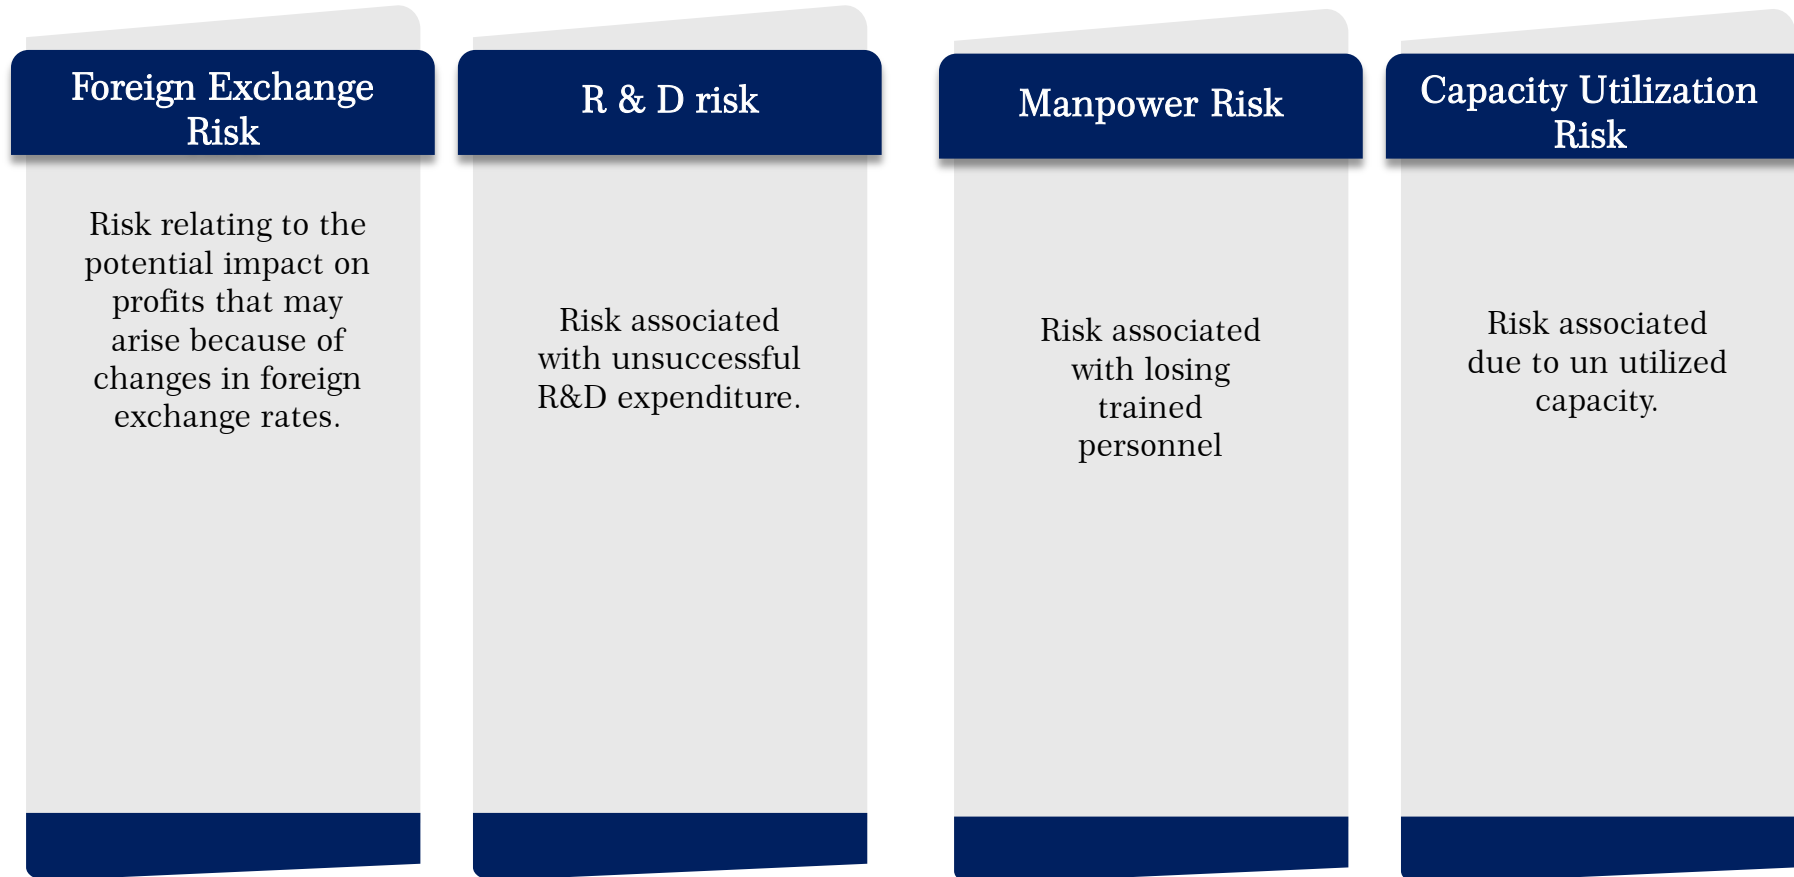 Foreign Exchange
Risk
Risk relating to the
potential impact on
profits that may
arise because of
changes in foreign
exchange rates.
R & D risk
Risk associated
with unsuccessful
R&D expenditure.
Manpower Risk
Risk associated
with losing
trained
personnel
Capacity Utilization
Risk
Risk associated
due to un utilized
capacity.